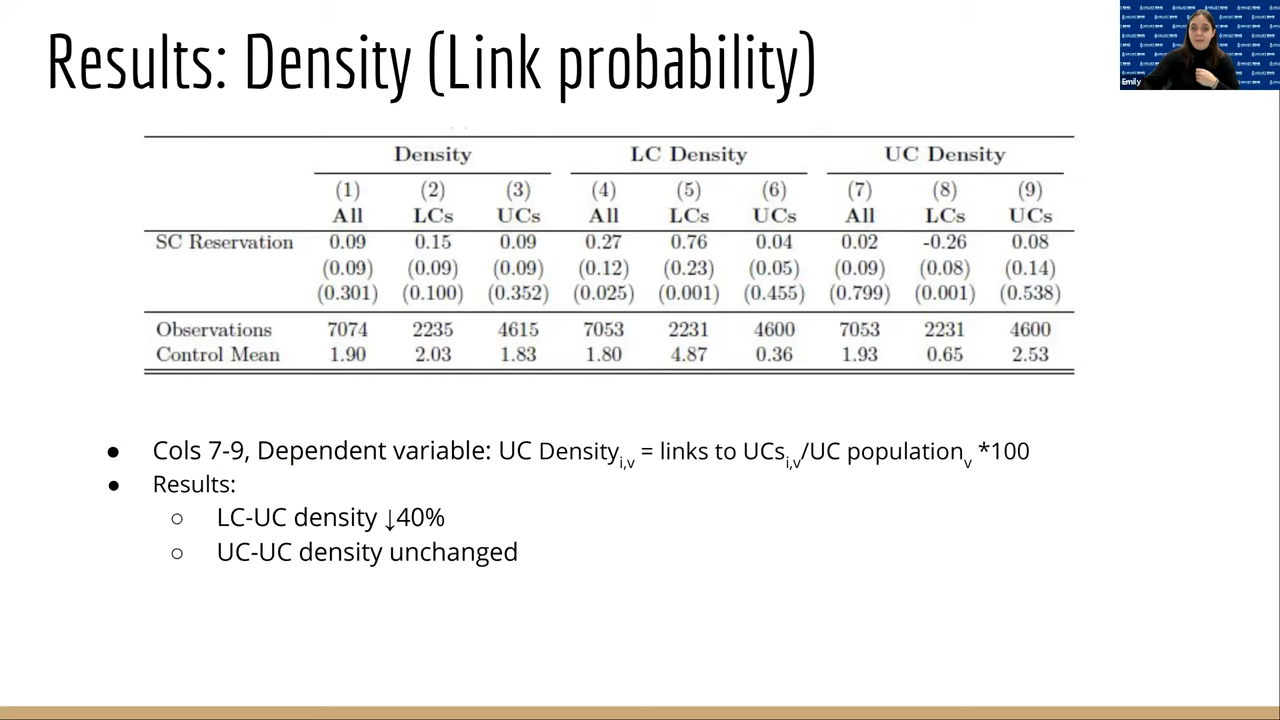 Results: Density (Link probability)
Emily
Density LC Density UC Density
(1) (2) (3) (4) (5) (6) (7) (8) (9)
All LCs UCs All LCs UCs All LCs UCs
SC Reservation 0.09 0.15 0.09 0.27 0.76 0.04 0.02 -0.26 0.08
(0.09) (0.09) (0.09) (0.12) (0.23) (0.05) (0.09) (0.08) (0.14)
(0.301) (0.100) (0.352) (0.025) (0.001) (0.455) (0.799) (0.001) (0.538)
Observations 7074 2235 4615 7053 2231 4600 7053 2231 4600
Control Mean 1.90 2.03 1.83 1.80 4.87 0.36 1.93 0.65 2.53
● Cols 7-9, Dependent variable: UC Densityi,v = links to UCsi,v/UC populationv *100
● Results:
○ LC-UC density ↓40%
○ UC-UC density unchanged